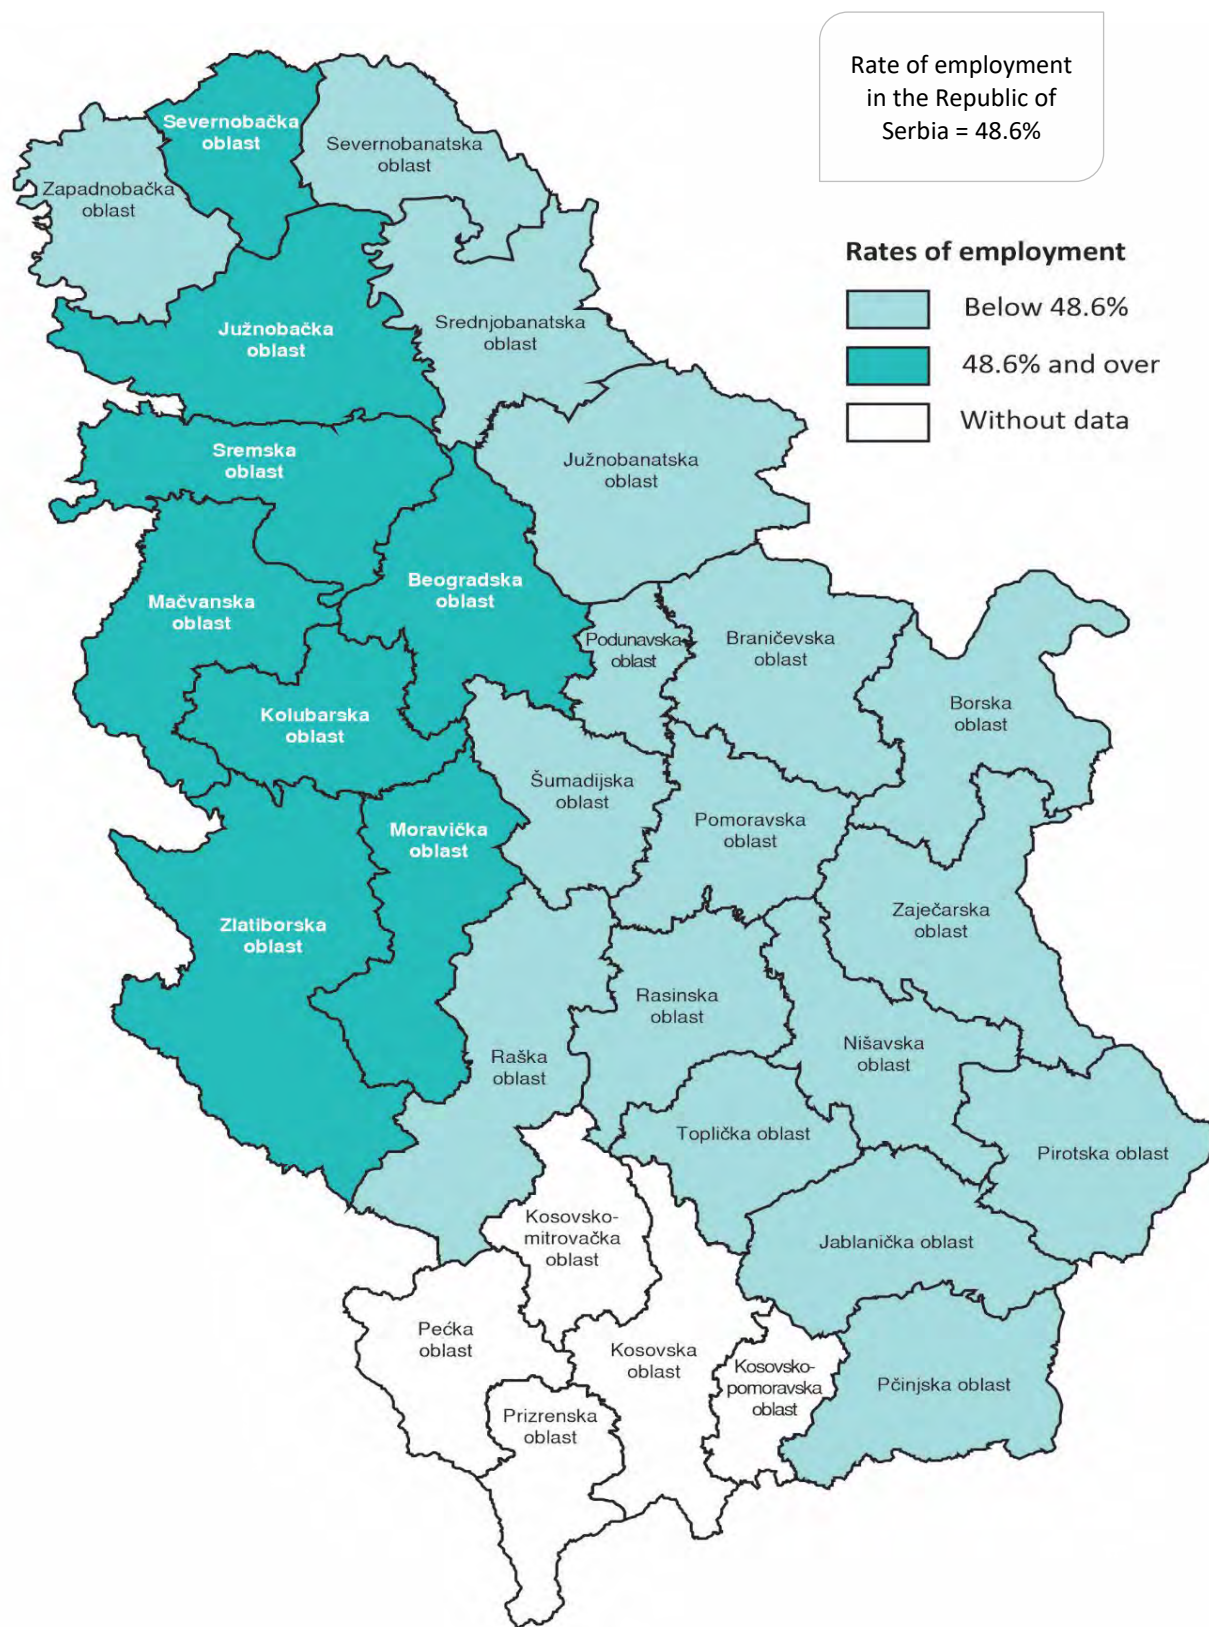 Rate of employment
in the Republic of
Serbia = 48.6%
Rates of employment
Below 48.6%
48.6% and over
Without data
Severnobačka
oblast
Severnobanatska
oblast
Zapadnobačka
oblast
Južnobačka
oblast
Srednjobanatska
oblast
Sremska
oblast
Južnobanatska
oblast
Beogradska
oblast
Mačvanska
oblast
Podunavska
oblast
Braničevska
oblast
Borska
oblast
Kolubarska
oblast
Šumadijska
oblast
Pomoravska
oblast
Moravička
oblast
Zlatiborska
oblast
Zaječarska
oblast
Rasinska
oblast
Nišavska
oblast
Raška
oblast
Toplička oblast
Pirotska oblast
Kosovsko-
mitrovačka
oblast
Jablanička oblast
Pećka
oblast
Kosovska
oblast
Kosovsko-
pomoravska
oblast
Pčinjska oblast
Prizrenska
oblast